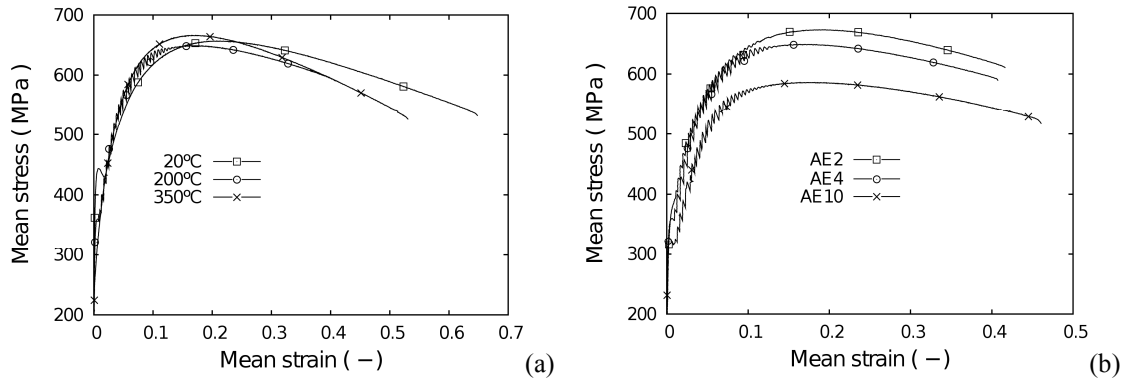 700
600
500
400
300
200
Mean stress ( MPa)
20ºC
200ºC
350ºC
0 0.1 0.2 0.3 0.4 0.5 0.6 0.7
Mean strain ( −)
(a)
700
600
500
400
300
200
Mean stress ( MPa)
AE2
AE4
AE10
0 0.1 0.2 0.3 0.4 0.5
Mean strain ( −)
(b)